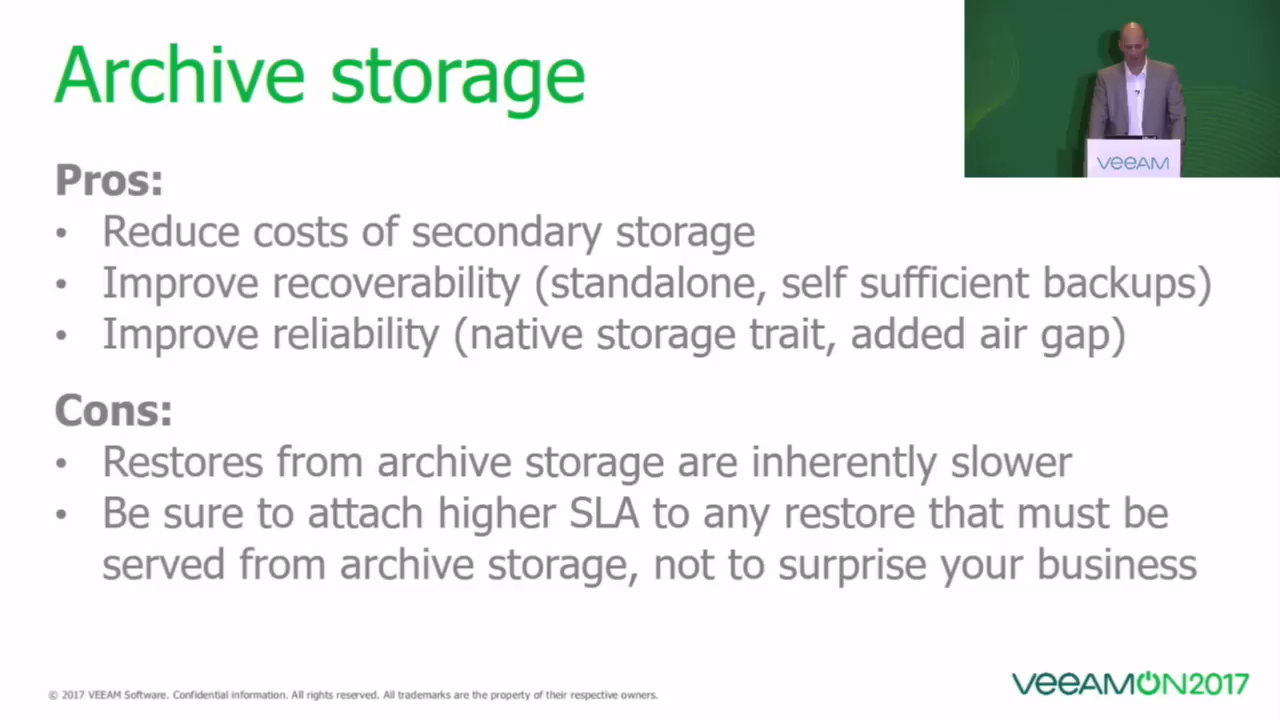 Archive storage
Pros:
• Reduce costs of secondary storage
• Improve recoverability (standalone, self sufficient backups)
• Improve reliability (native storage trait, added air gap)
Cons:
• Restores from archive storage are inherently slower
• Be sure to attach higher SLA to any restore that must be
served from archive storage, not to surprise your business
veeAM
© 2017 VEEAM Software. Confidential information. All rights reserved. All trademarks are the property of their respective owners.
veeAMON2017